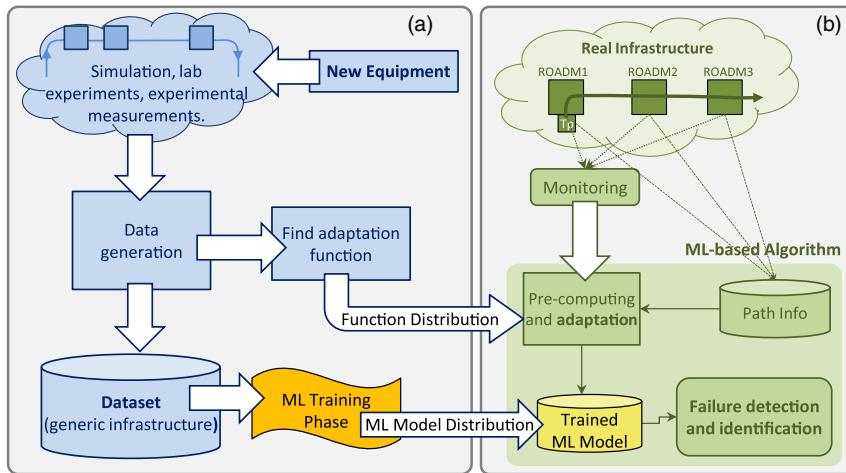 (a)
Simulation, lab
experiments, experimental
measurements.
New Equipment
Data
generation
Find adaptation
function
Function Distribution
Dataset
(generic infrastructure)
ML Training
Phase
ML Model Distribution
(b)
Real Infrastructure
ROADM1
ROADM2
ROADM3
Tp
Monitoring
ML-based Algorithm
Pre-computing
and adaptation
Path Info
Trained
ML Model
Failure detection
and identification